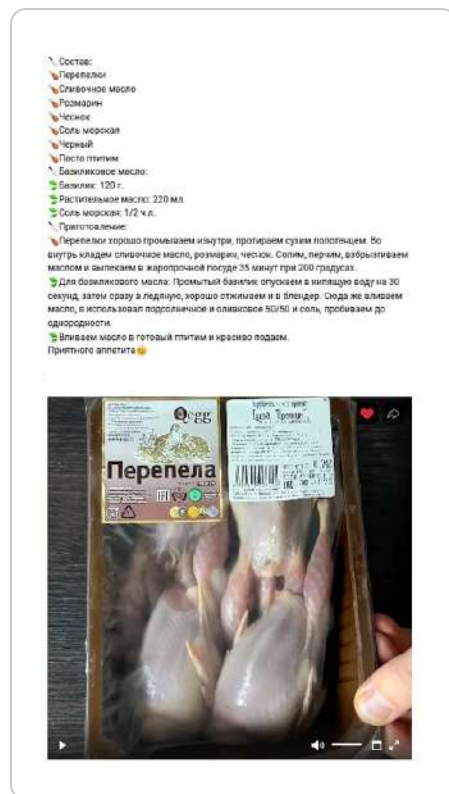 🔪Состав:
🍗Перепелки
🍗Сливочное масло
🍗Розмарин
🍗Чеснок
🍗Соль морская
🍗Черный
🍗Паста птитим
🔪Базиликовое масло:
🌱Базилик: 120 г.
🌱Растительное масло: 220 мл.
🌱Соль морская: 1/2 ч.л.
🔪Приготовление:
🍗Перепелки хорошо промываем изнутри, протираем сухим полотенцем. Во
внутрь кладем сливочное масло, розмарин, чеснок. Солим, перчим, взбрызгиваем
маслом и выпекаем в жаропрочной посуде 35 минут при 200 градусах.
🌱Для базиликового масла: Промытый базилик опускаем в кипящую воду на 30
секунд, затем сразу в ледяную, хорошо отжимаем и в блендер. Сюда же вливаем
масло, я использовал подсолнечное и оливковое 50/50 и соль, пробиваем до
однородности.
🌱Вливаем масло в готовый птитим и красиво подаем.
Приятного аппетита😊
Qegg
Перепела